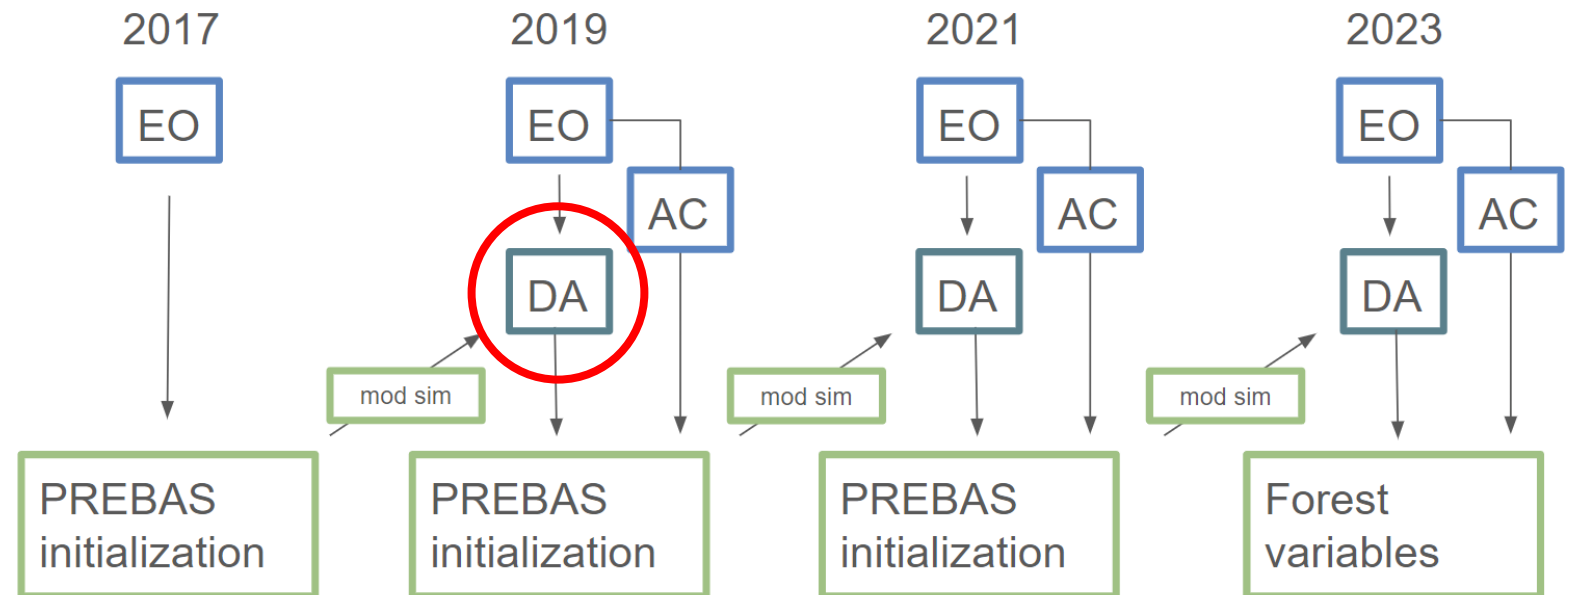 2017
2019
2021
2023
EO
EO
EO
EO
AC
AC
AC
DA
DA
DA
mod sim
mod sim
mod sim
PREBAS
initialization
PREBAS
initialization
PREBAS
initialization
Forest
variables